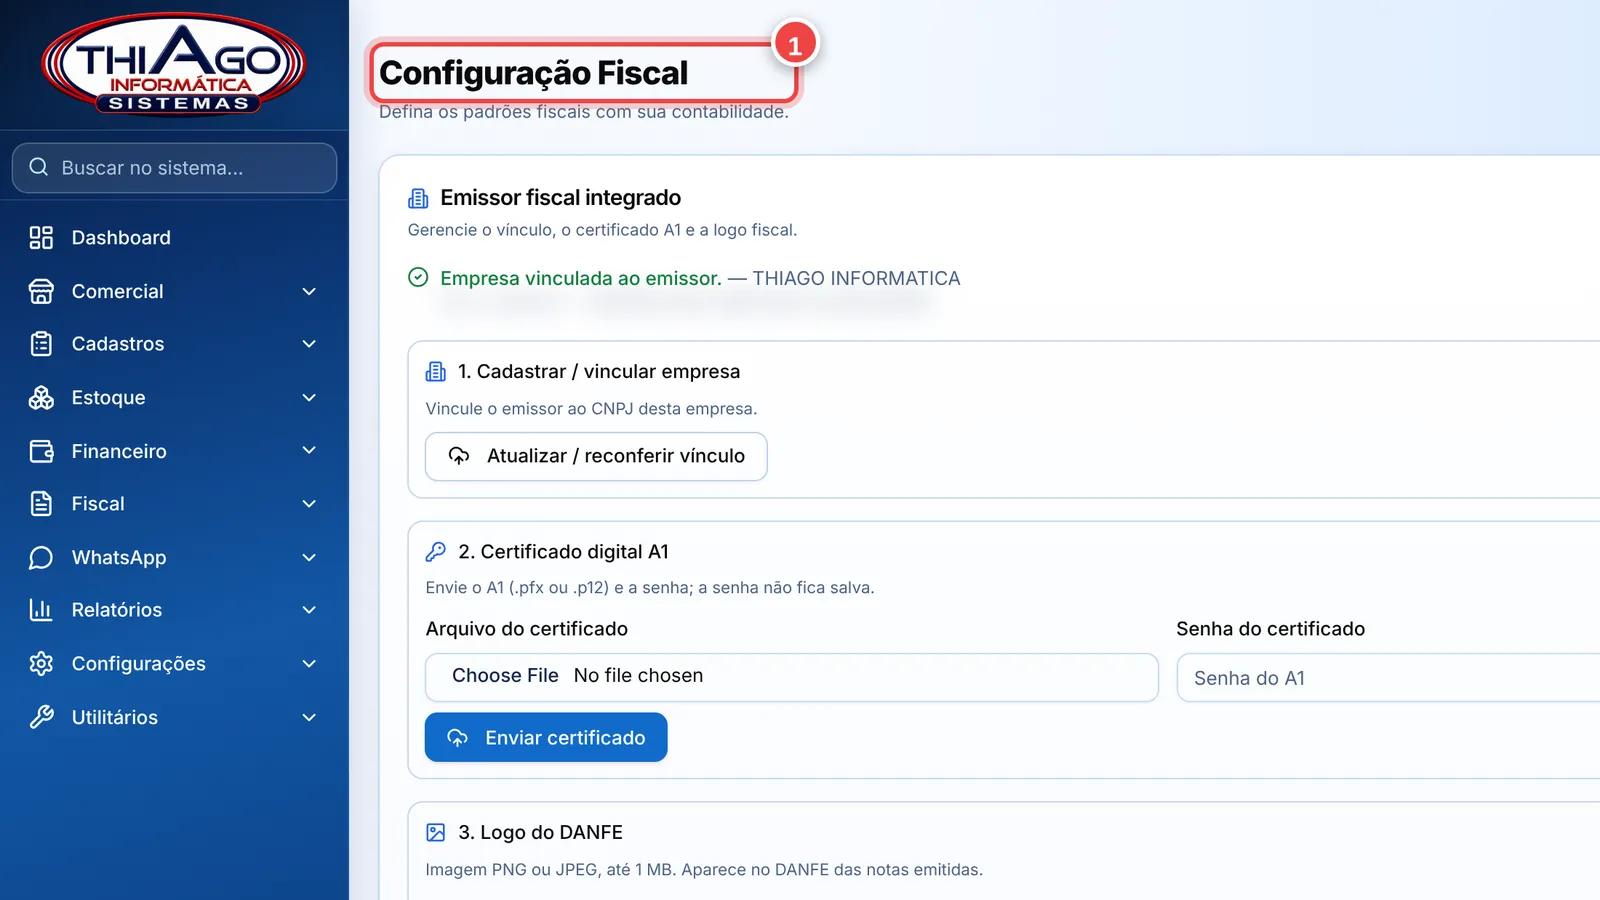 THIAGO
INFORMÁTICA
SISTEMAS
Buscar no sistema...
Dashboard
Comercial
Cadastros
Estoque
Financeiro
Fiscal
WhatsApp
Relatórios
Configurações
Utilitários
1
Configuração Fiscal
Defina os padrões fiscais com sua contabilidade.
Emissor fiscal integrado
Gerencie o vínculo, o certificado A1 e a logo fiscal.
Empresa vinculada ao emissor. — THIAGO INFORMATICA
1. Cadastrar / vincular empresa
Vincule o emissor ao CNPJ desta empresa.
Atualizar / reconferir vínculo
2. Certificado digital A1
Envie o A1 (.pfx ou .p12) e a senha; a senha não fica salva.
Arquivo do certificado
Choose File No file chosen
Senha do certificado
Senha do A1
Enviar certificado
3. Logo do DANFE
Imagem PNG ou JPEG, até 1 MB. Aparece no DANFE das notas emitidas.